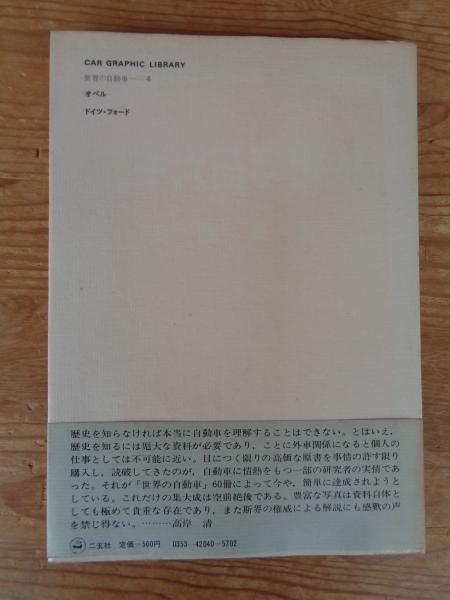 CAR GRAPHIC LIBRARY
世界の自動車——4
オペル
ドイツ・フォード
歴史を知らなければ本当に自動車を理解することはできない。とはいえ,
歴史を知るには厖大な資料が必要であり, ことに外車関係になると個人の
仕事としては不可能に近い。目につく限りの高価な原書を事情の許す限り
購入し, 読破してきたのが, 自動車に情熱をもつ一部の研究者の実情であ
った。それが「世界の自動車」60冊によって今や, 簡単に達成されようと
している。これだけの集大成は空前絶後である。豊富な写真は資料自体と
しても極めて貴重な存在であり, また斯界の権威による解説にも感歎の声
を禁じ得ない。………高岸 清
二玄社 定価=500円 0353-42040-5702